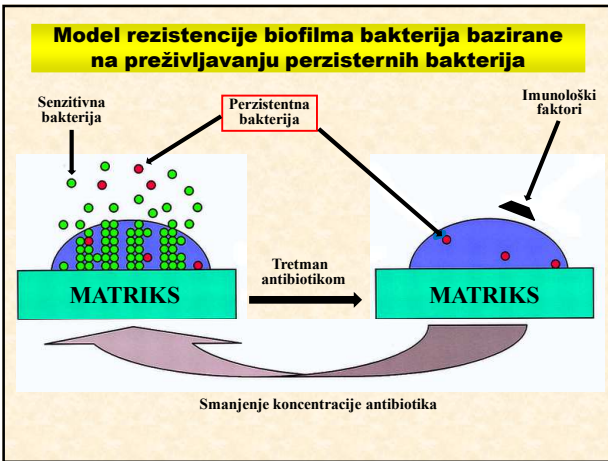 Model rezistencije biofilma bakterija bazirane
na preživljavanju perzisternih bakterija
Senzitivna
bakterija
Perzistentna
bakterija
Imunološki
faktori
MATRIKS
Tretman
antibiotikom
MATRIKS
Smanjenje koncentracije antibiotika